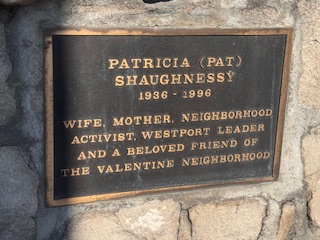 PATRICIA (PAT)
SHAUGHNESSY
1936 - 1996
WIFE, MOTHER, NEIGHBORHOOD
ACTIVIST, WESTPORT LEADER
AND A BELOVED FRIEND OF
THE VALENTINE NEIGHBORHOOD